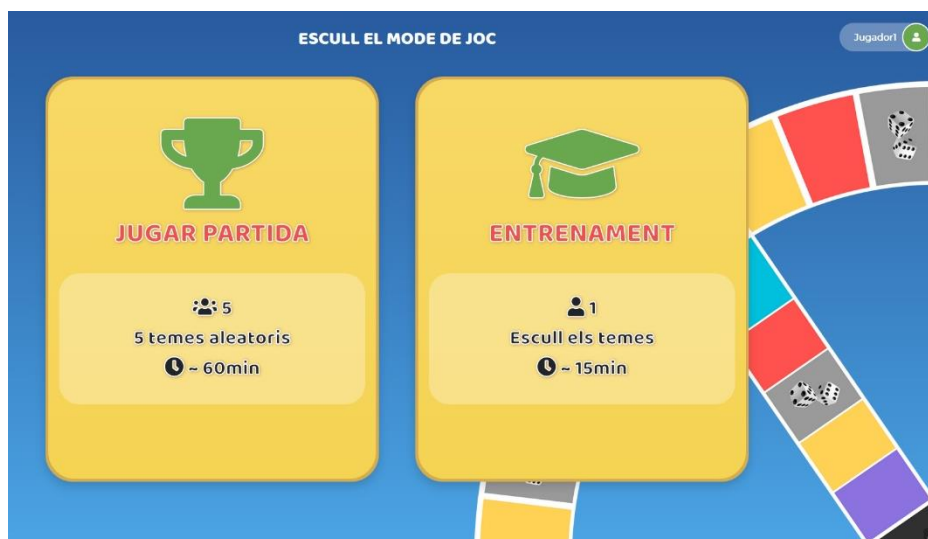 ESCULL EL MODE DE JOC
Jugador1
JUGAR PARTIDA
5
5 temes aleatoris
~ 60min
ENTRENAMENT
1
Escull els temes
~ 15min